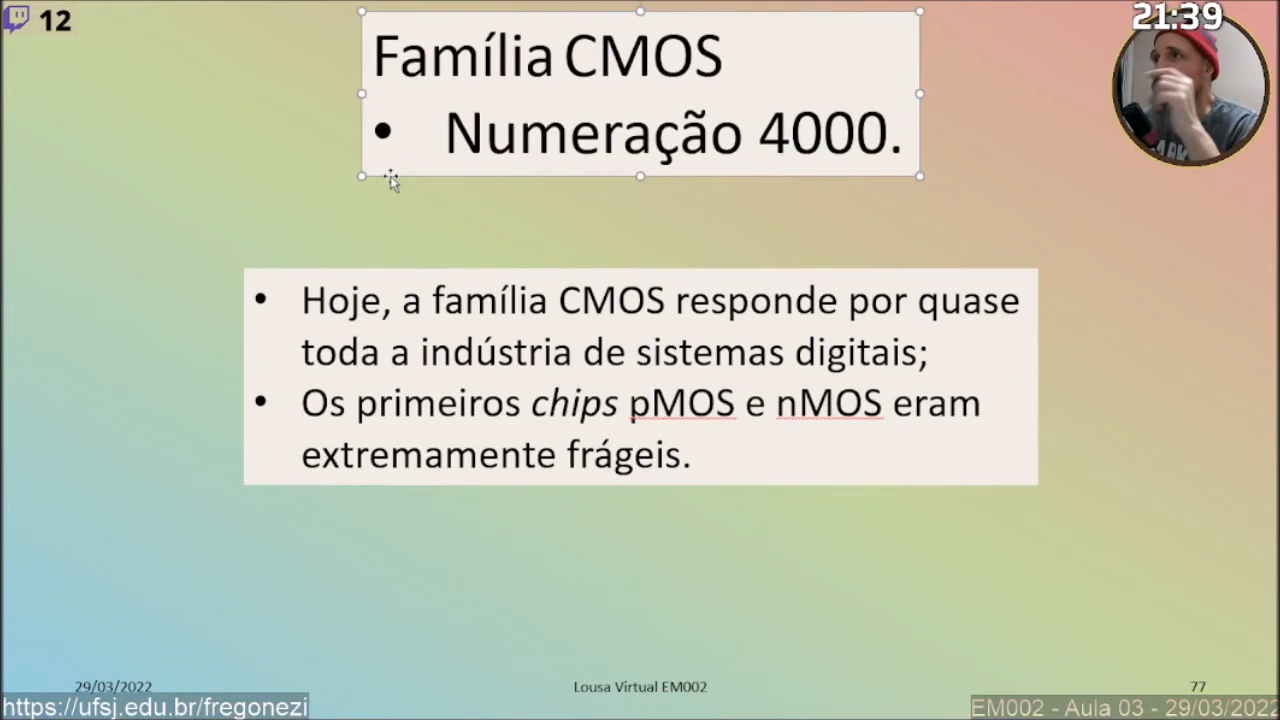 12
21:39
Família CMOS
• Numeração 4000.
• Hoje, a família CMOS responde por quase
toda a indústria de sistemas digitais;
• Os primeiros chips pMOS e nMOS eram
extremamente frágeis.
29/03/2022
Lousa Virtual EM002
77
https://ufsj.edu.br/fregonezi
EM002 - Aula 03 - 29/03/2022